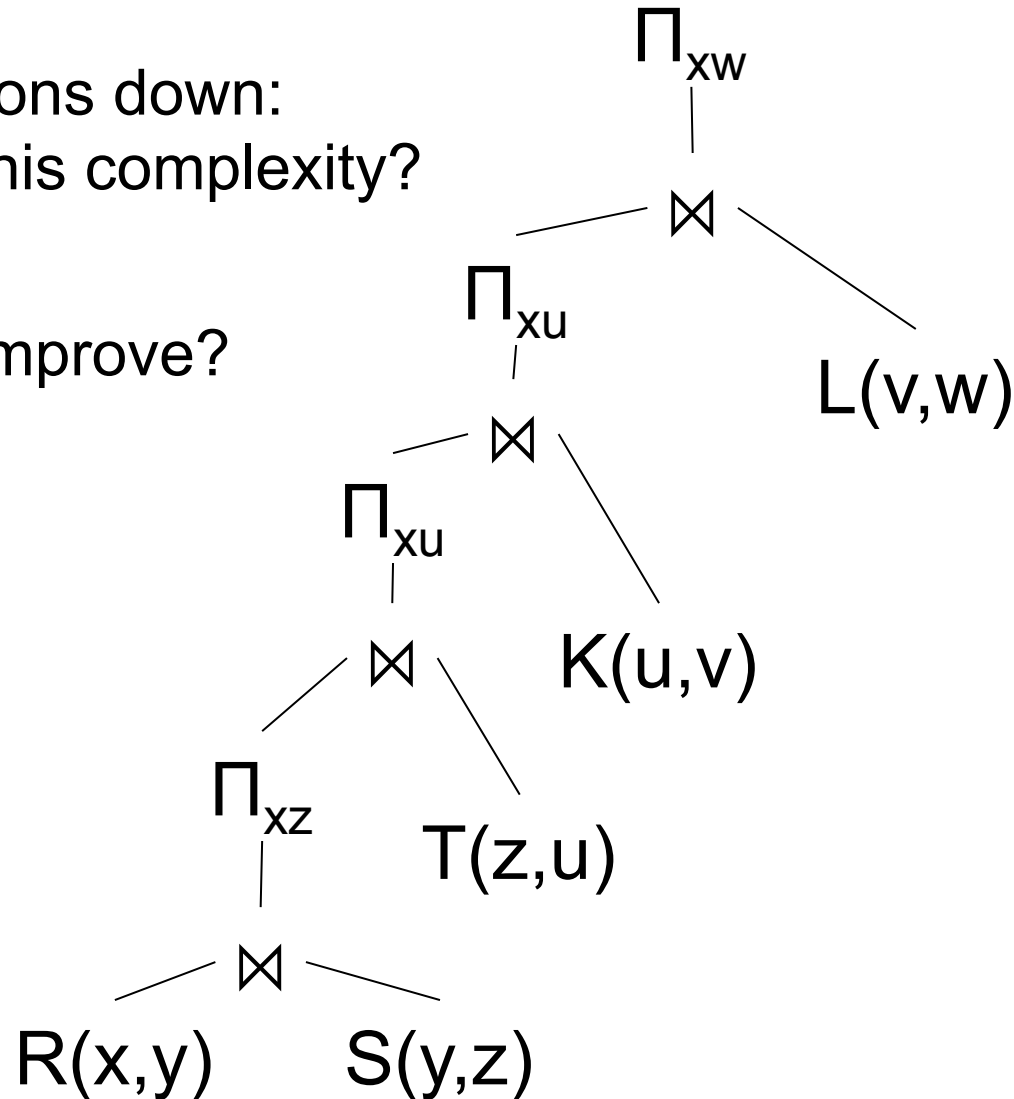 Π_xw
ons down:
his complexity?
⋈
Π_xu
mprove?
L(v,w)
⋈
Π_xu
K(u,v)
⋈
Π_xz
T(z,u)
⋈
R(x,y) S(y,z)